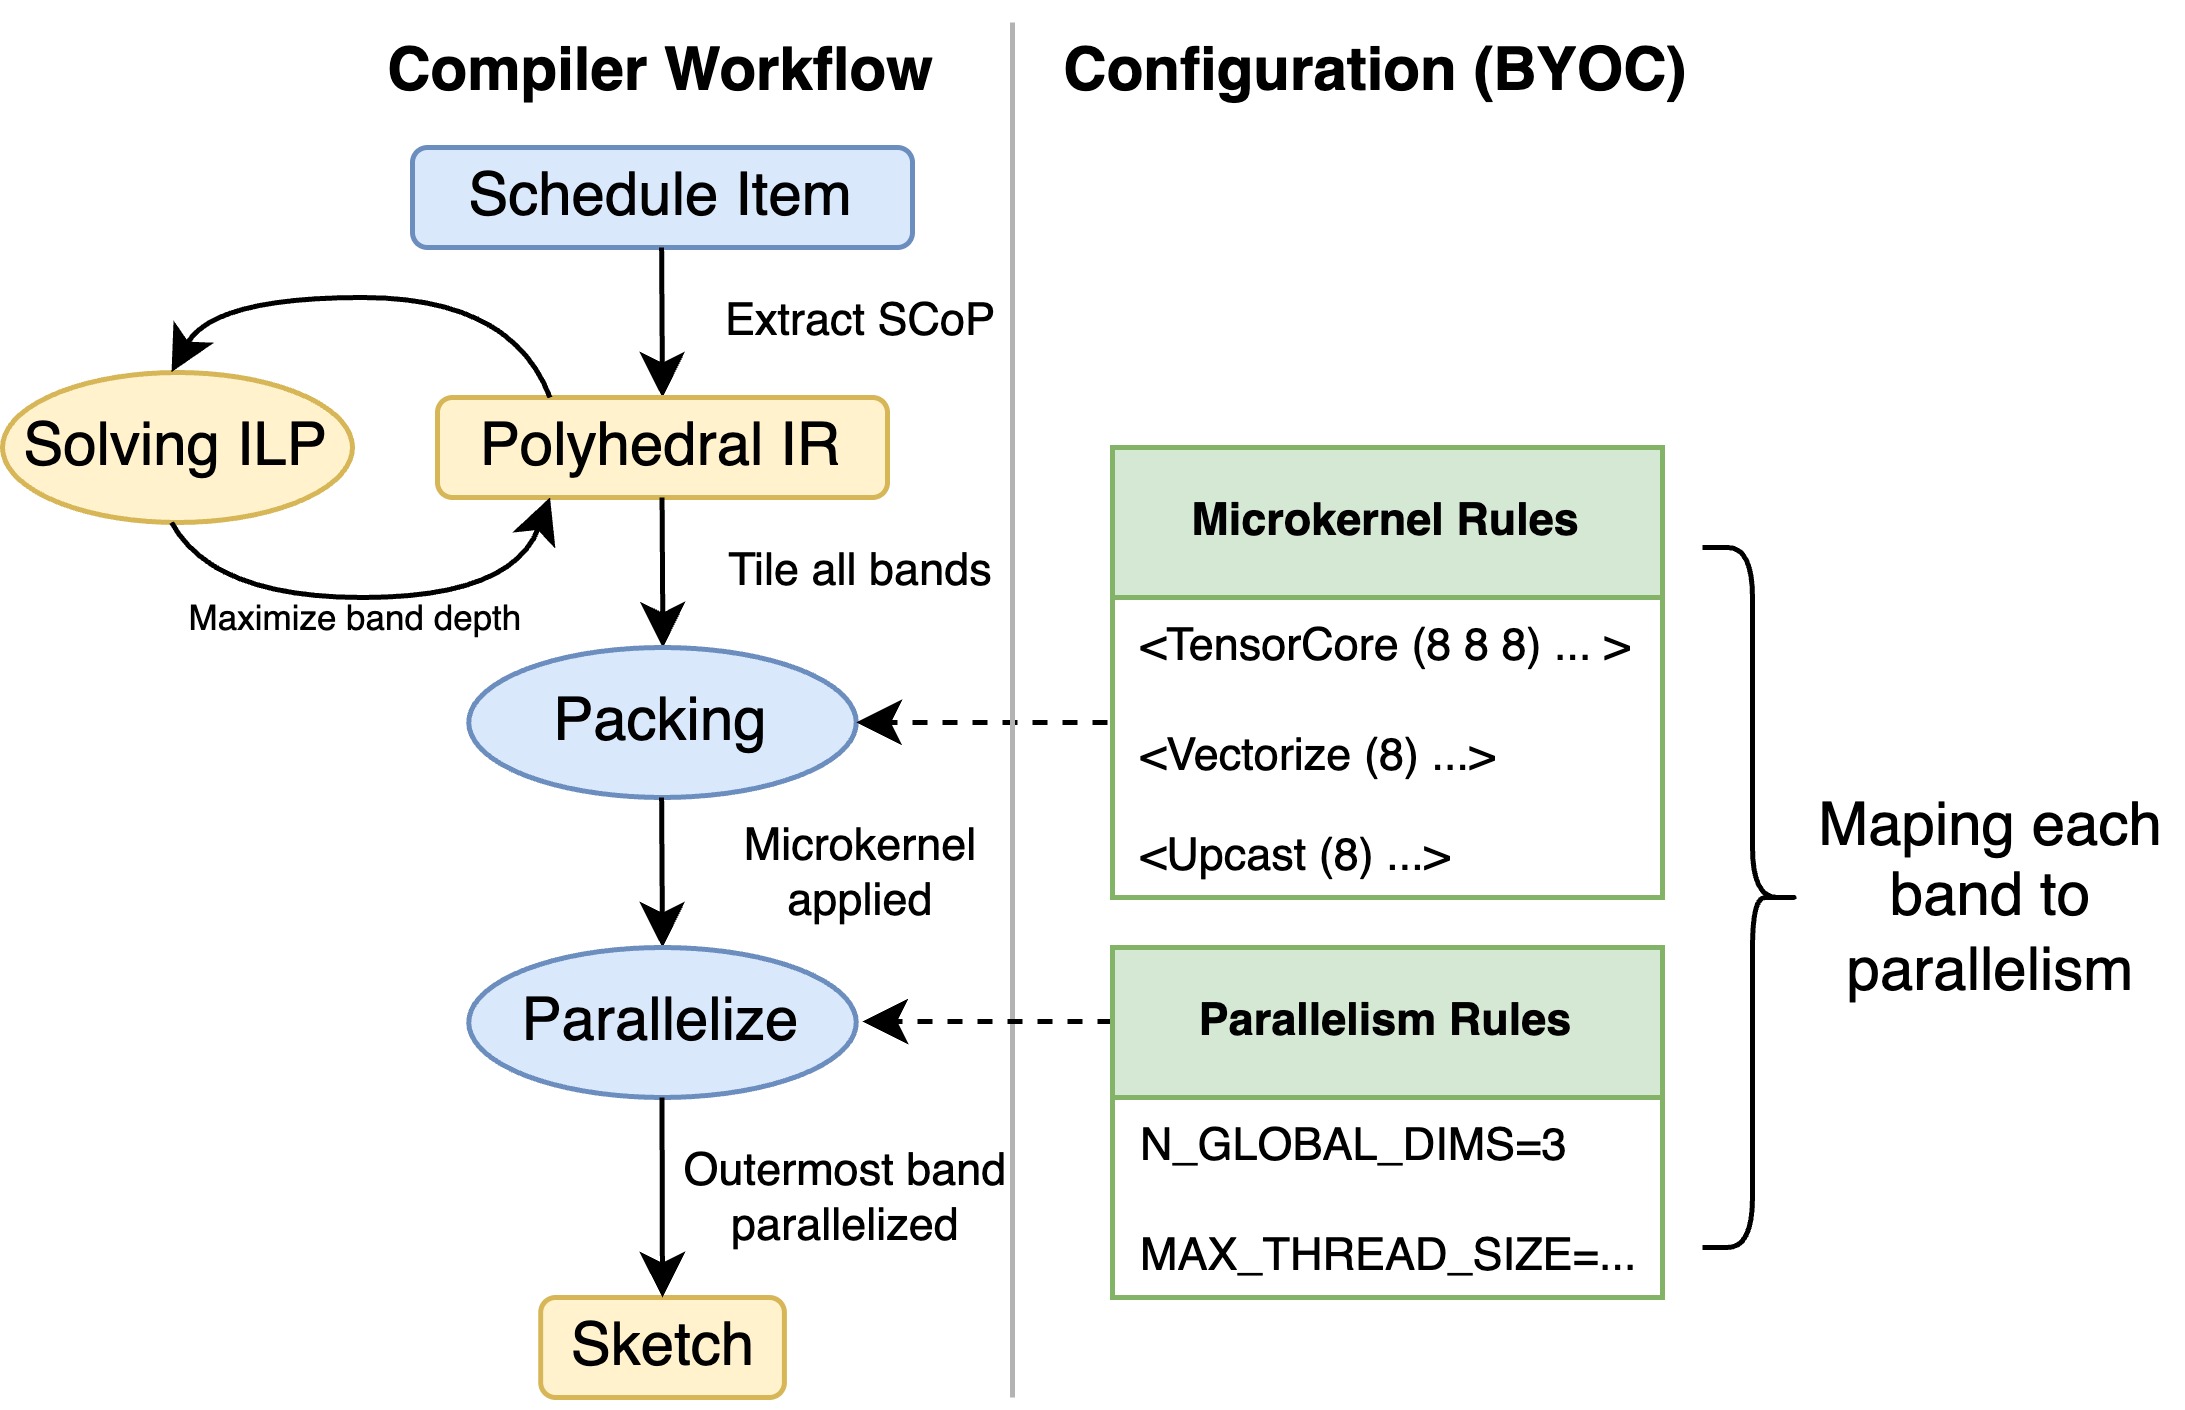 Compiler Workflow
Configuration (BYOC)
Schedule Item
Extract SCoP
Solving ILP
Polyhedral IR
Maximize band depth
Tile all bands
Packing
Microkernel
applied
Parallelize
Outermost band
parallelized
Sketch
Microkernel Rules
<TensorCore (8 8 8) ... >
<Vectorize (8) ...>
<Upcast (8) ...>
Parallelism Rules
N_GLOBAL_DIMS=3
MAX_THREAD_SIZE=...
Maping each
band to
parallelism